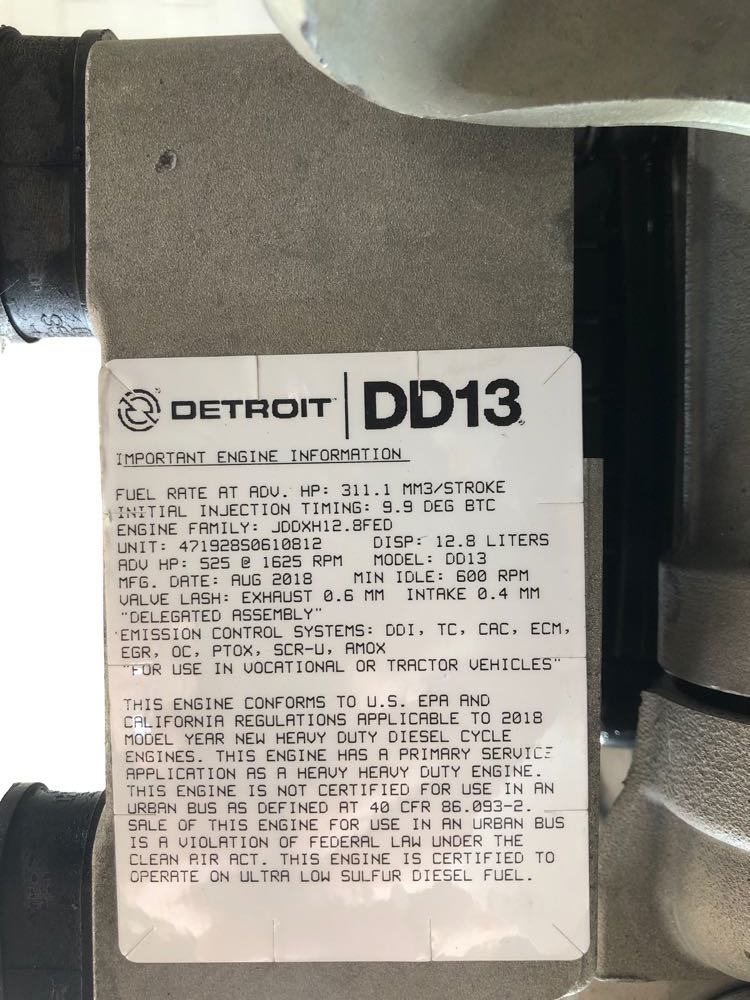 DETROIT DD13
IMPORTANT ENGINE INFORMATION
FUEL RATE AT ADV. HP: 311.1 MM3/STROKE
INITIAL INJECTION TIMING: 9.9 DEG BTC
ENGINE FAMILY: JDDXH12.8FED
UNIT: 471928S0610812 DISP: 12.8 LITERS
ADV HP: 525 @ 1625 RPM MODEL: DD13
MFG. DATE: AUG 2018 MIN IDLE: 600 RPM
VALVE LASH: EXHAUST 0.6 MM INTAKE 0.4 MM
"DELEGATED ASSEMBLY"
EMISSION CONTROL SYSTEMS: DDI, TC, CAC, ECM,
EGR, OC, PTOX, SCR-U, AMOX
"FOR USE IN VOCATIONAL OR TRACTOR VEHICLES"
THIS ENGINE CONFORMS TO U.S. EPA AND
CALIFORNIA REGULATIONS APPLICABLE TO 2018
MODEL YEAR NEW HEAVY DUTY DIESEL CYCLE
ENGINES. THIS ENGINE HAS A PRIMARY SERVICE
APPLICATION AS A HEAVY HEAVY DUTY ENGINE.
THIS ENGINE IS NOT CERTIFIED FOR USE IN AN
URBAN BUS AS DEFINED AT 40 CFR 86.093-2.
SALE OF THIS ENGINE FOR USE IN AN URBAN BUS
IS A VIOLATION OF FEDERAL LAW UNDER THE
CLEAN AIR ACT. THIS ENGINE IS CERTIFIED TO
OPERATE ON ULTRA LOW SULFUR DIESEL FUEL.